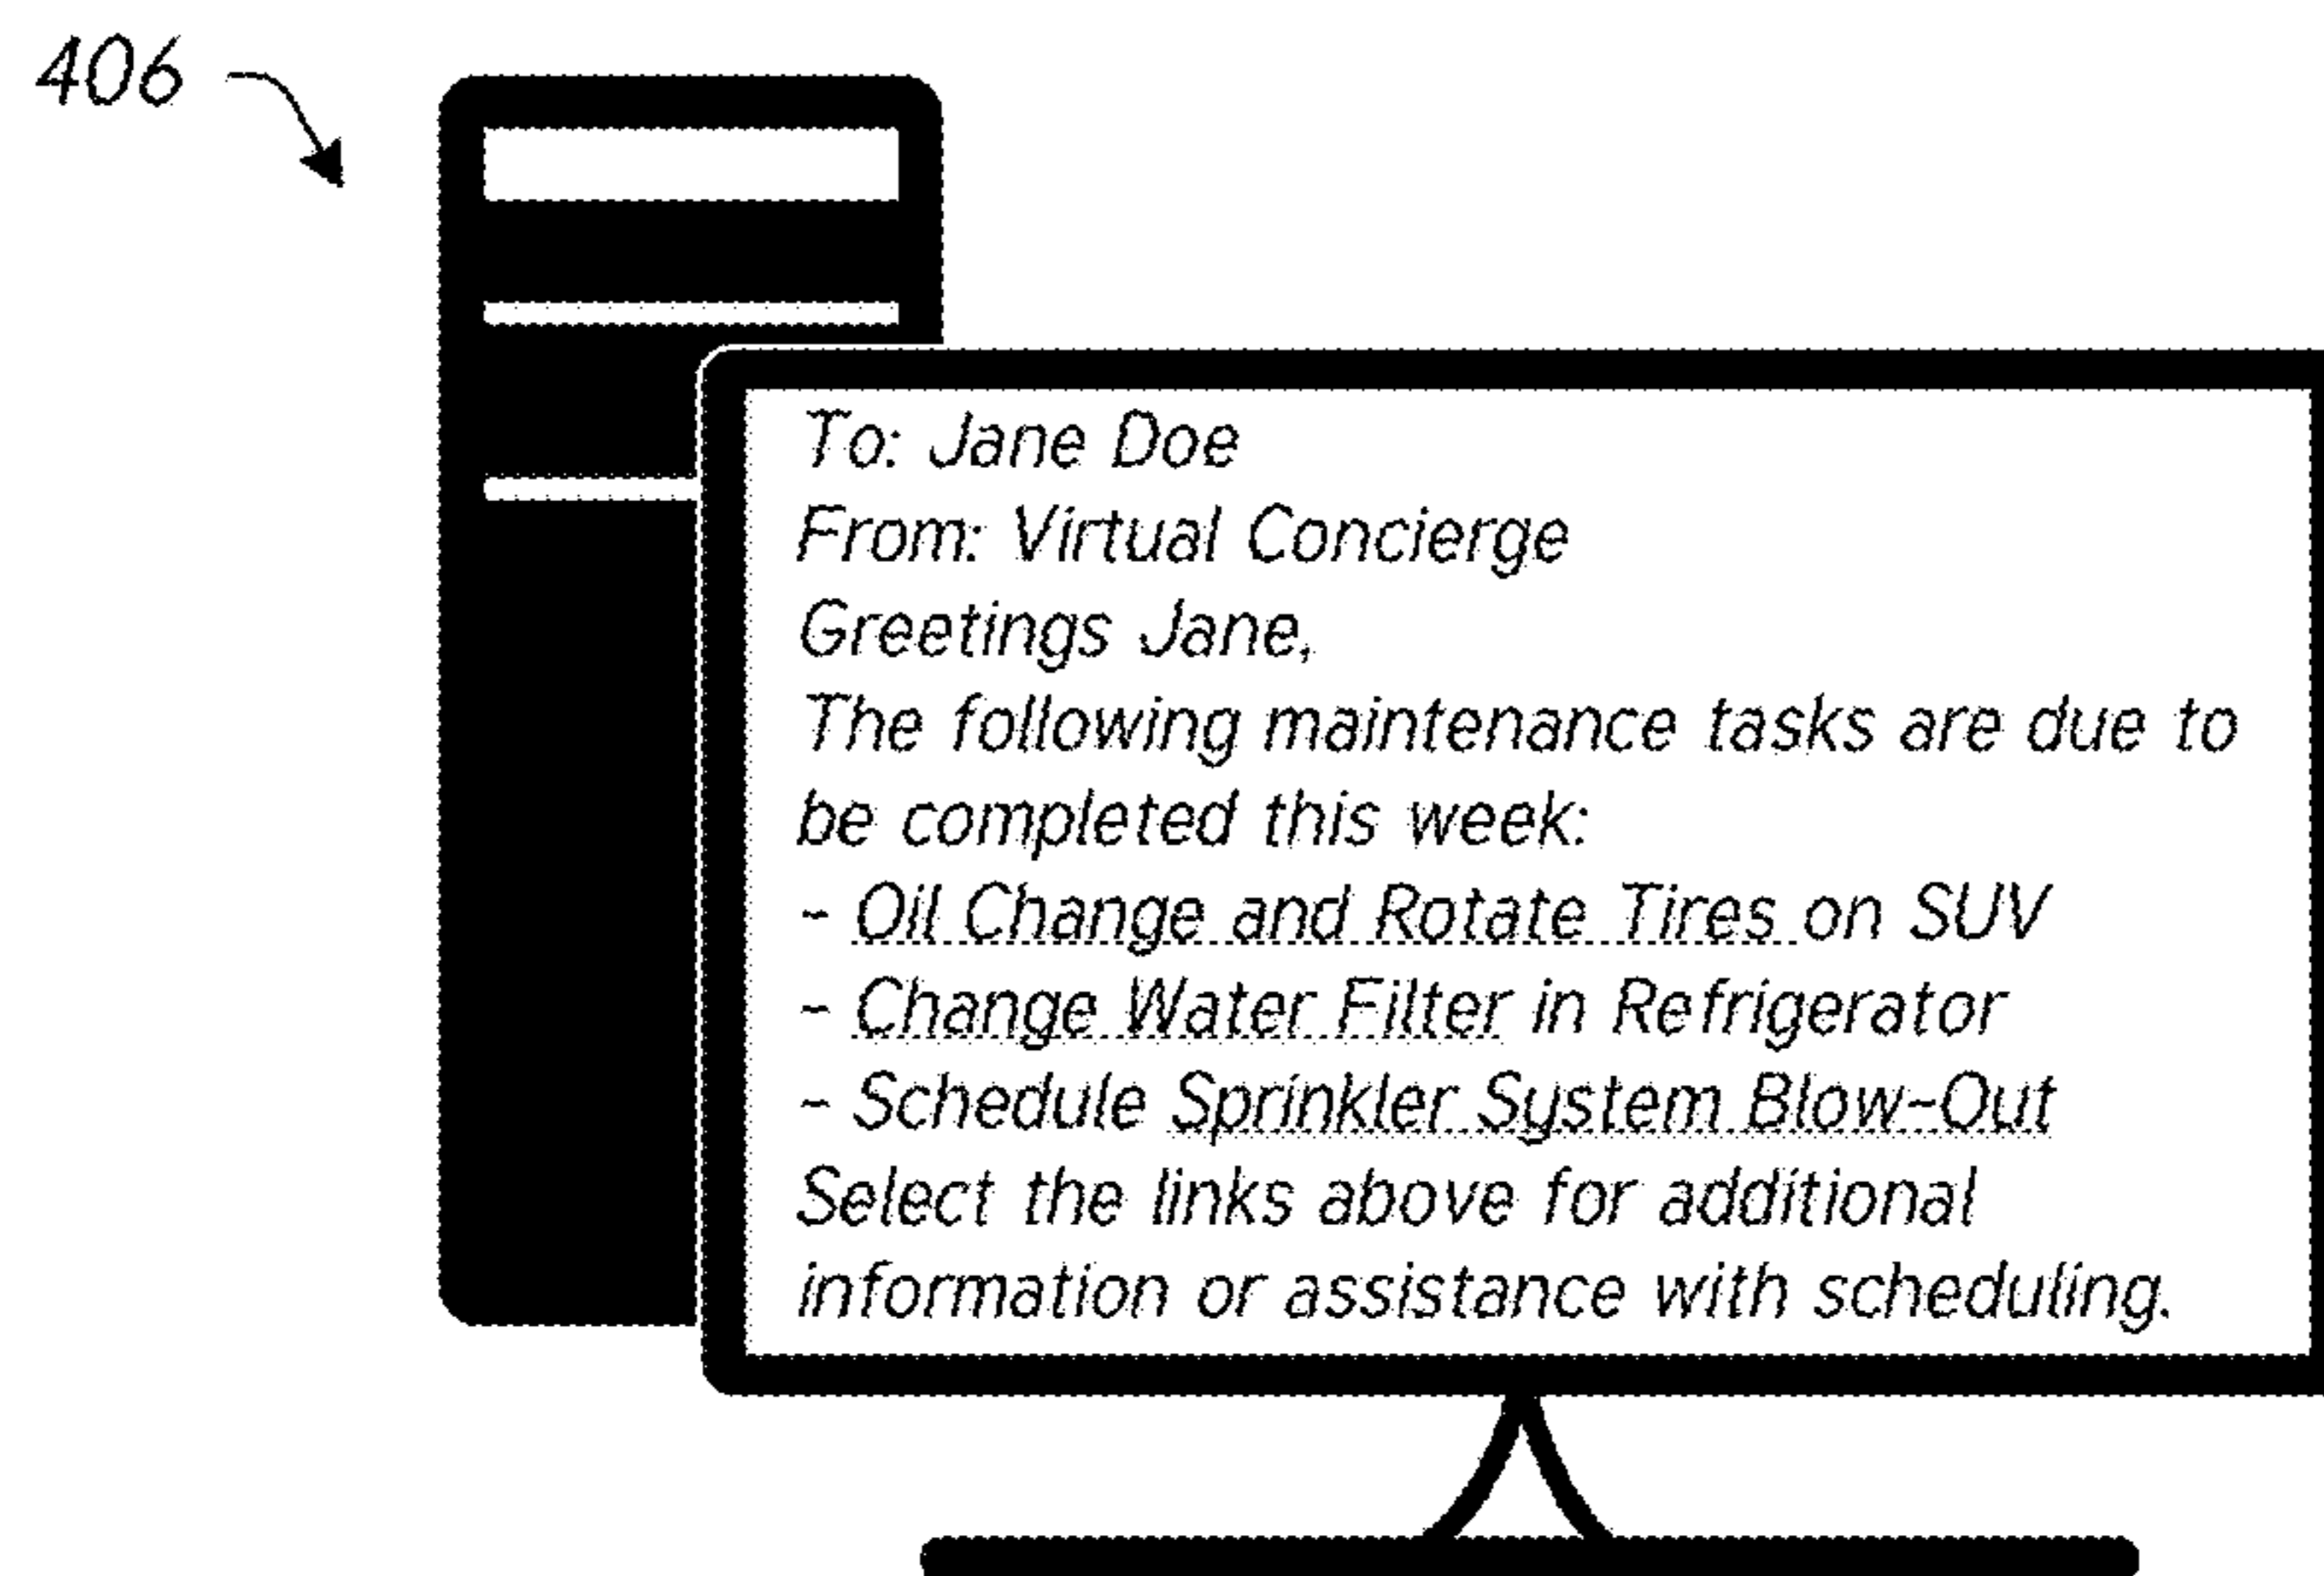 406
To: Jane Doe
From: Virtual Concierge
Greetings Jane,
The following maintenance tasks are due to
be completed this week:
- Oil Change and Rotate Tires on SUV
- Change Water Filter in Refrigerator
- Schedule Sprinkler System Blow-Out
Select the links above for additional
information or assistance with scheduling.